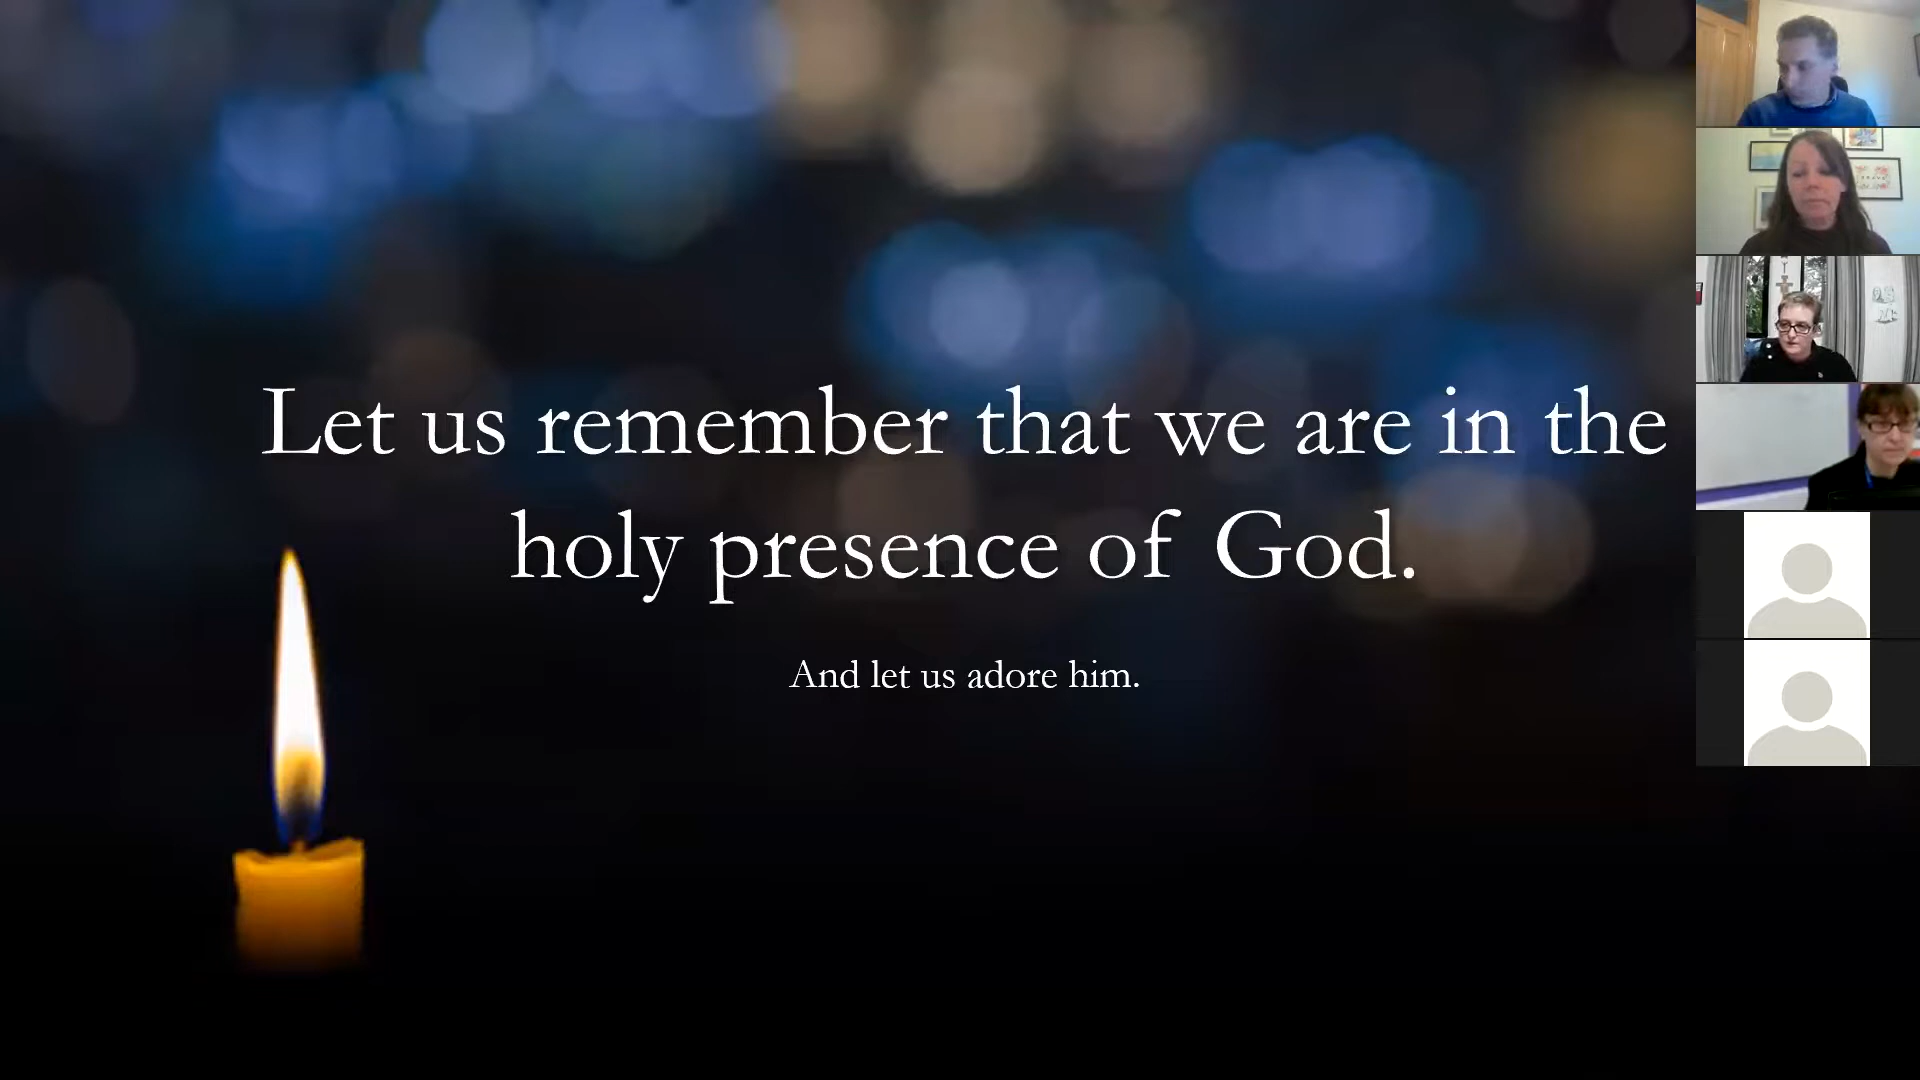 Let us remember that we are in the
holy presence of God.
And let us adore him.